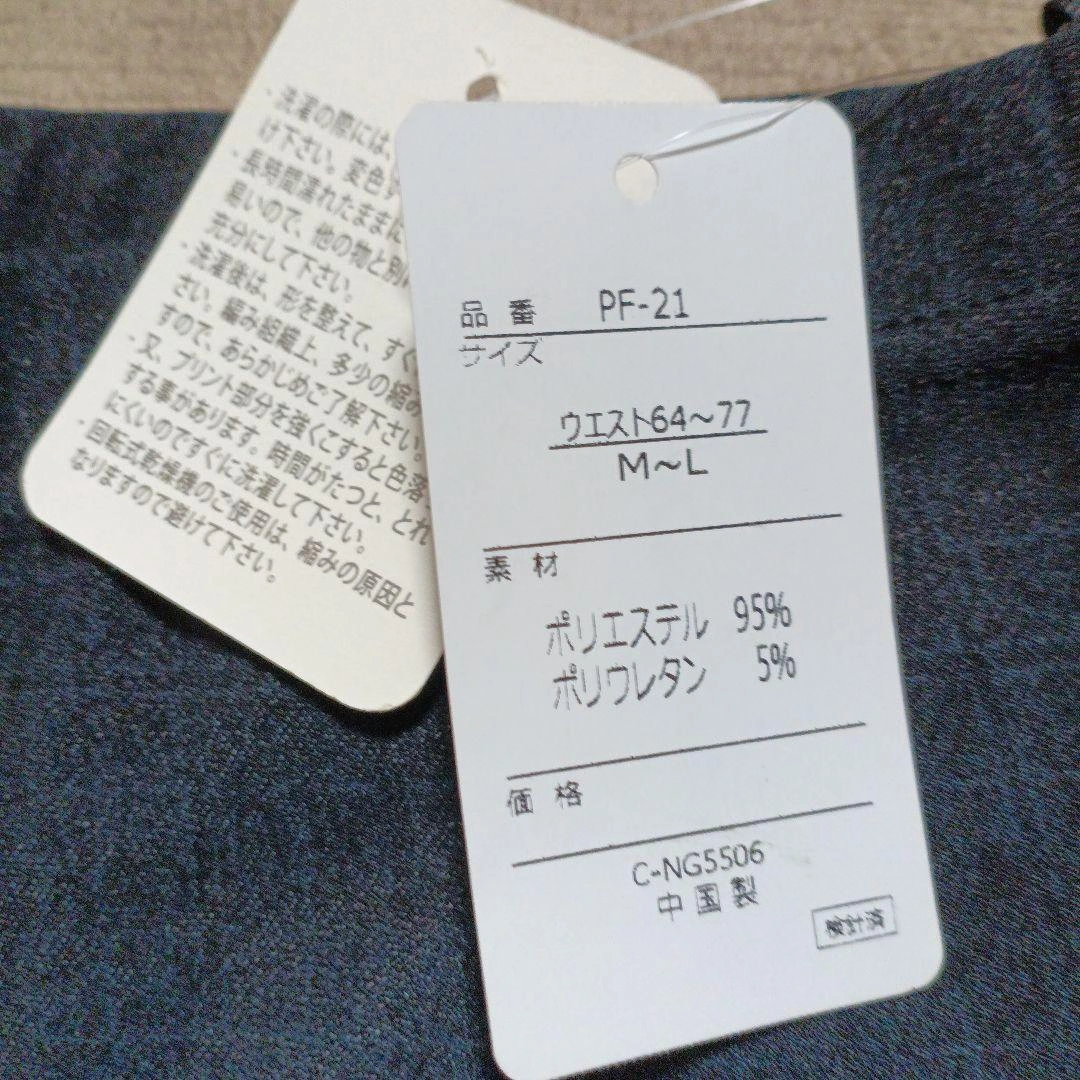 ・洗濯の際には、
け下さい。変色
・長時間濡れたままに
易いので、他の物と別
充分にして下さい。
・洗濯後は、形を整えて、すぐ
さい。編み組織上、多少の縮み
すので、あらかじめご了解下さい。
・又、プリント部分を強くこすると色落
する事があります。時間がたつと、とれ
にくいのですぐに洗濯して下さい。
・回転式乾燥機のご使用は、縮みの原因と
なりますので避けて下さい。
品番 PF-21
サイズ
ウエスト64～77
M～L
素材
ポリエステル 95%
ポリウレタン 5%
価格
C-NG5506
中国製
検針済